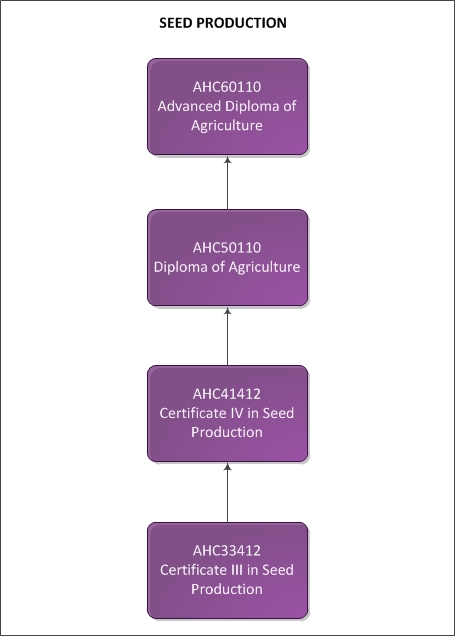 SEED PRODUCTION
AHC60110
Advanced Diploma of
Agriculture
AHC50110
Diploma of Agriculture
AHC41412
Certificate IV in Seed
Production
AHC33412
Certificate III in Seed
Production